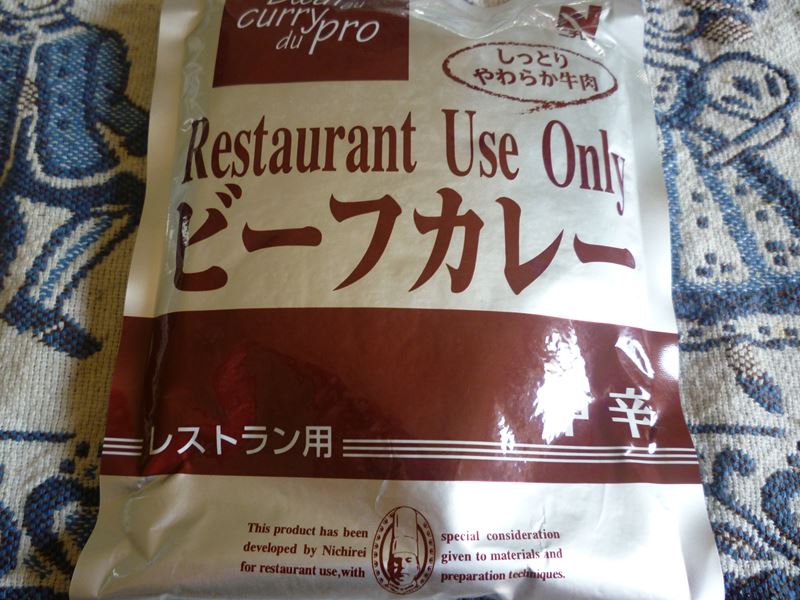 curry
du pro
しっとり
やわらか牛肉
Restaurant Use Only
ビーフカレー
中辛
レストラン用
This product has been special consideration
developed by Nichirei given to materials and
for restaurant use, with preparation techniques.